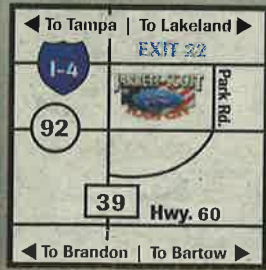 ◀ To Tampa | To Lakeland ▶
EXIT 22
I-4
Park Rd.
92
39
Hwy. 60
◀ To Brandon | To Bartow ▶